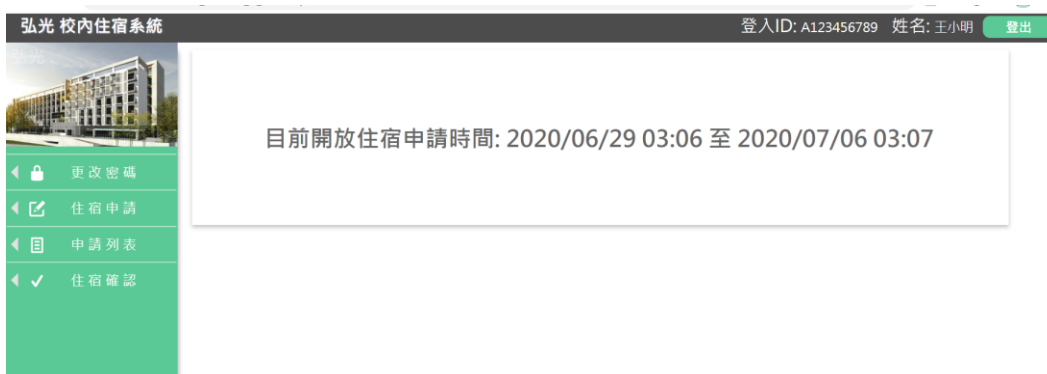 弘光 校內住宿系統
登入ID: A123456789 姓名: 王小明 登出
目前開放住宿申請時間: 2020/06/29 03:06 至 2020/07/06 03:07
更改密碼
住宿申請
申請列表
住宿確認